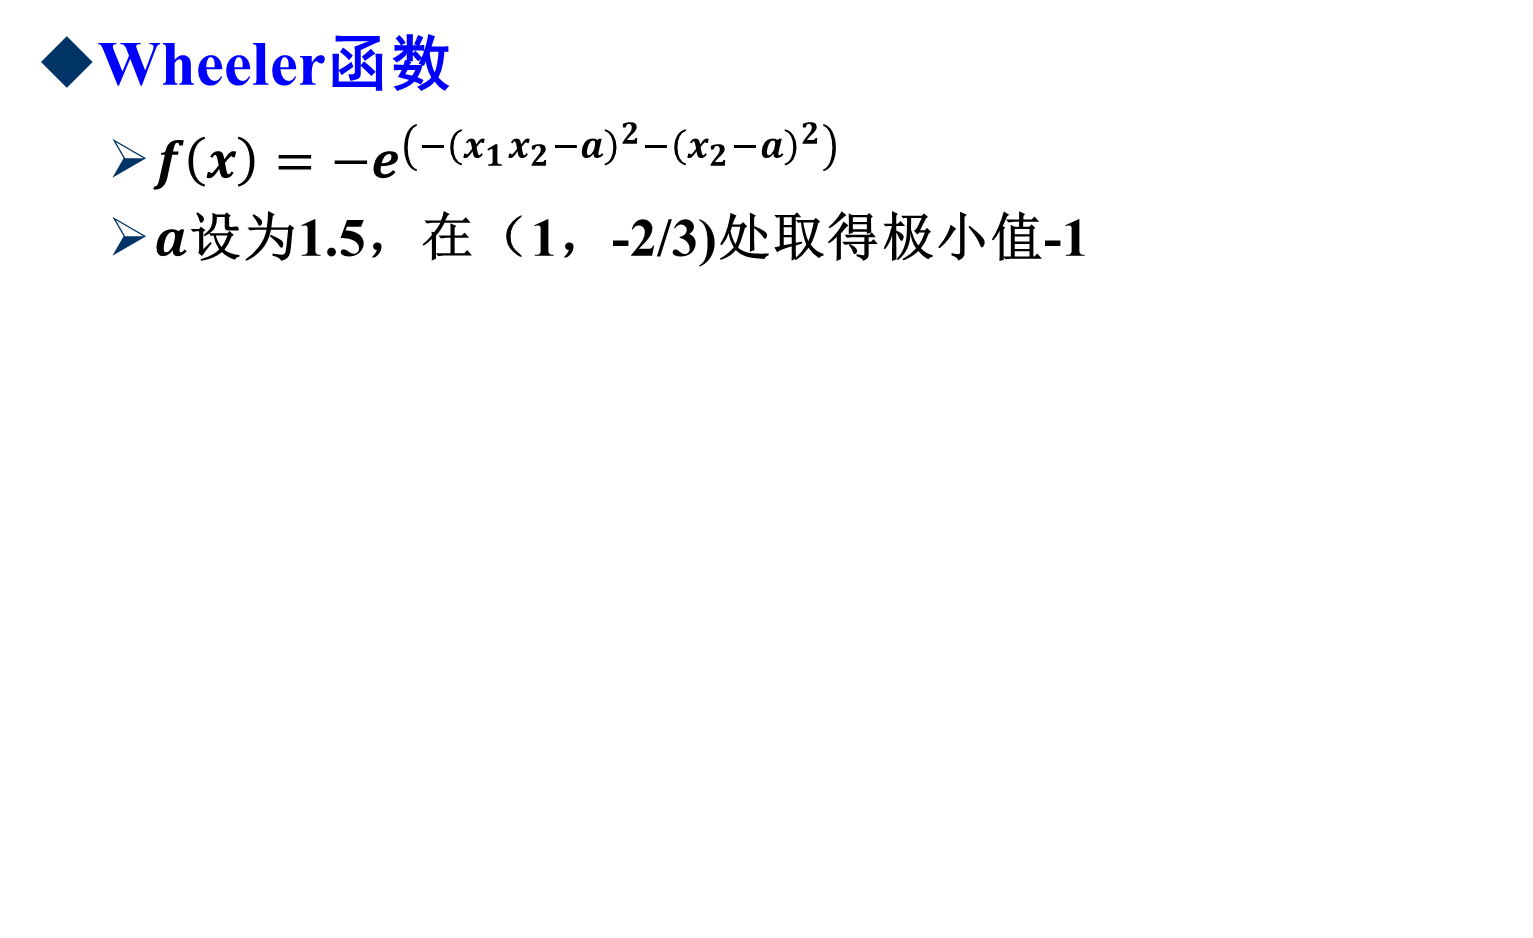 Wheeler函数
f(x) = −e^(−(x₁x₂−a)²−(x₂−a)²)
a设为1.5，在（1，-2/3)处取得极小值-1